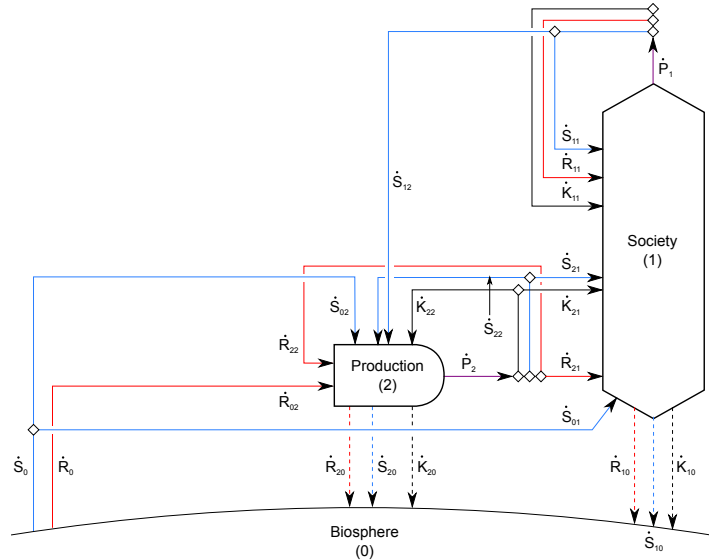 Ṗ₁
Ṡ₁₁
Ṙ₁₁
K̇₁₁
Ṡ₁₂
Society
(1)
Ṡ₂₁
K̇₂₁
Ṡ₀₂
K̇₂₂
Ṡ₂₂
Ṙ₂₂
Production
(2)
Ṗ₂
Ṙ₂₁
Ṙ₀₂
Ṡ₀₁
Ṡ₀
Ṙ₀
Ṙ₂₀
Ṡ₂₀
K̇₂₀
Ṙ₁₀
K̇₁₀
Biosphere
(0)
Ṡ₁₀